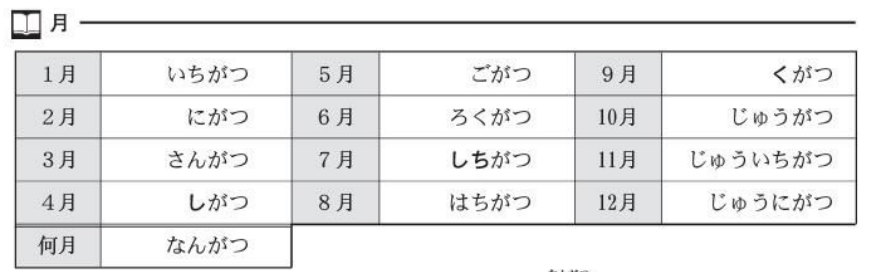 月
1月 いちがつ 5月 ごがつ 9月 くがつ
2月 にがつ 6月 ろくがつ 10月 じゅうがつ
3月 さんがつ 7月 しちがつ 11月 じゅういちがつ
4月 しがつ 8月 はちがつ 12月 じゅうにがつ
何月 なんがつ